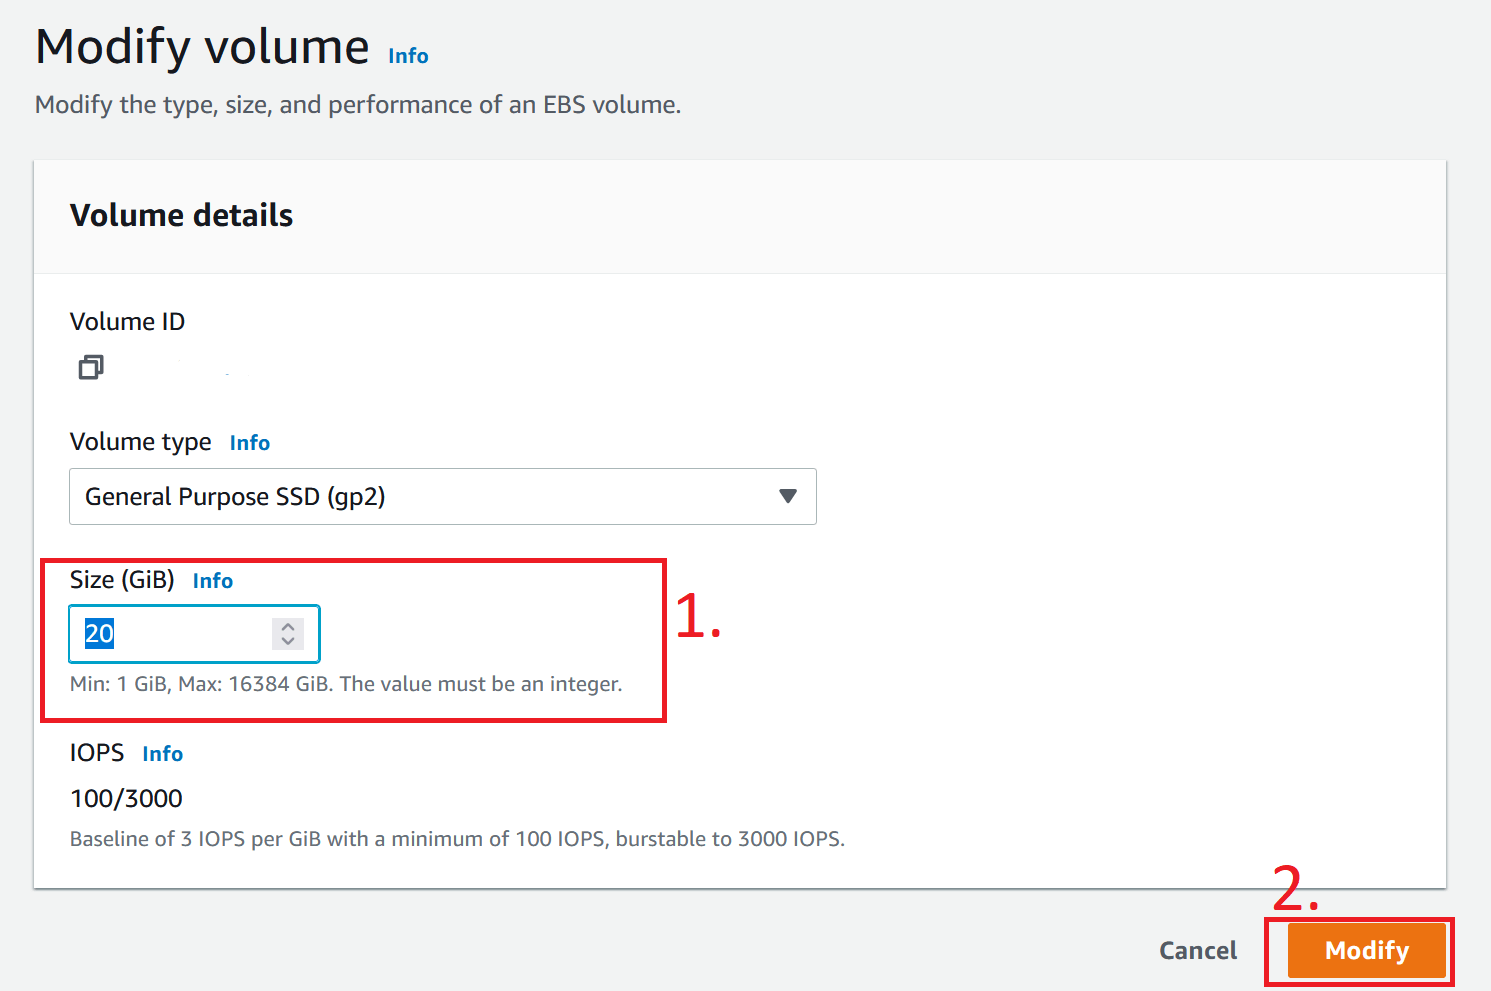 Modify volume Info
Modify the type, size, and performance of an EBS volume.
Volume details
Volume ID
Volume type Info
General Purpose SSD (gp2)
Size (GiB) Info
20
1.
Min: 1 GiB, Max: 16384 GiB. The value must be an integer.
IOPS Info
100/3000
Baseline of 3 IOPS per GiB with a minimum of 100 IOPS, burstable to 3000 IOPS.
2.
Cancel Modify